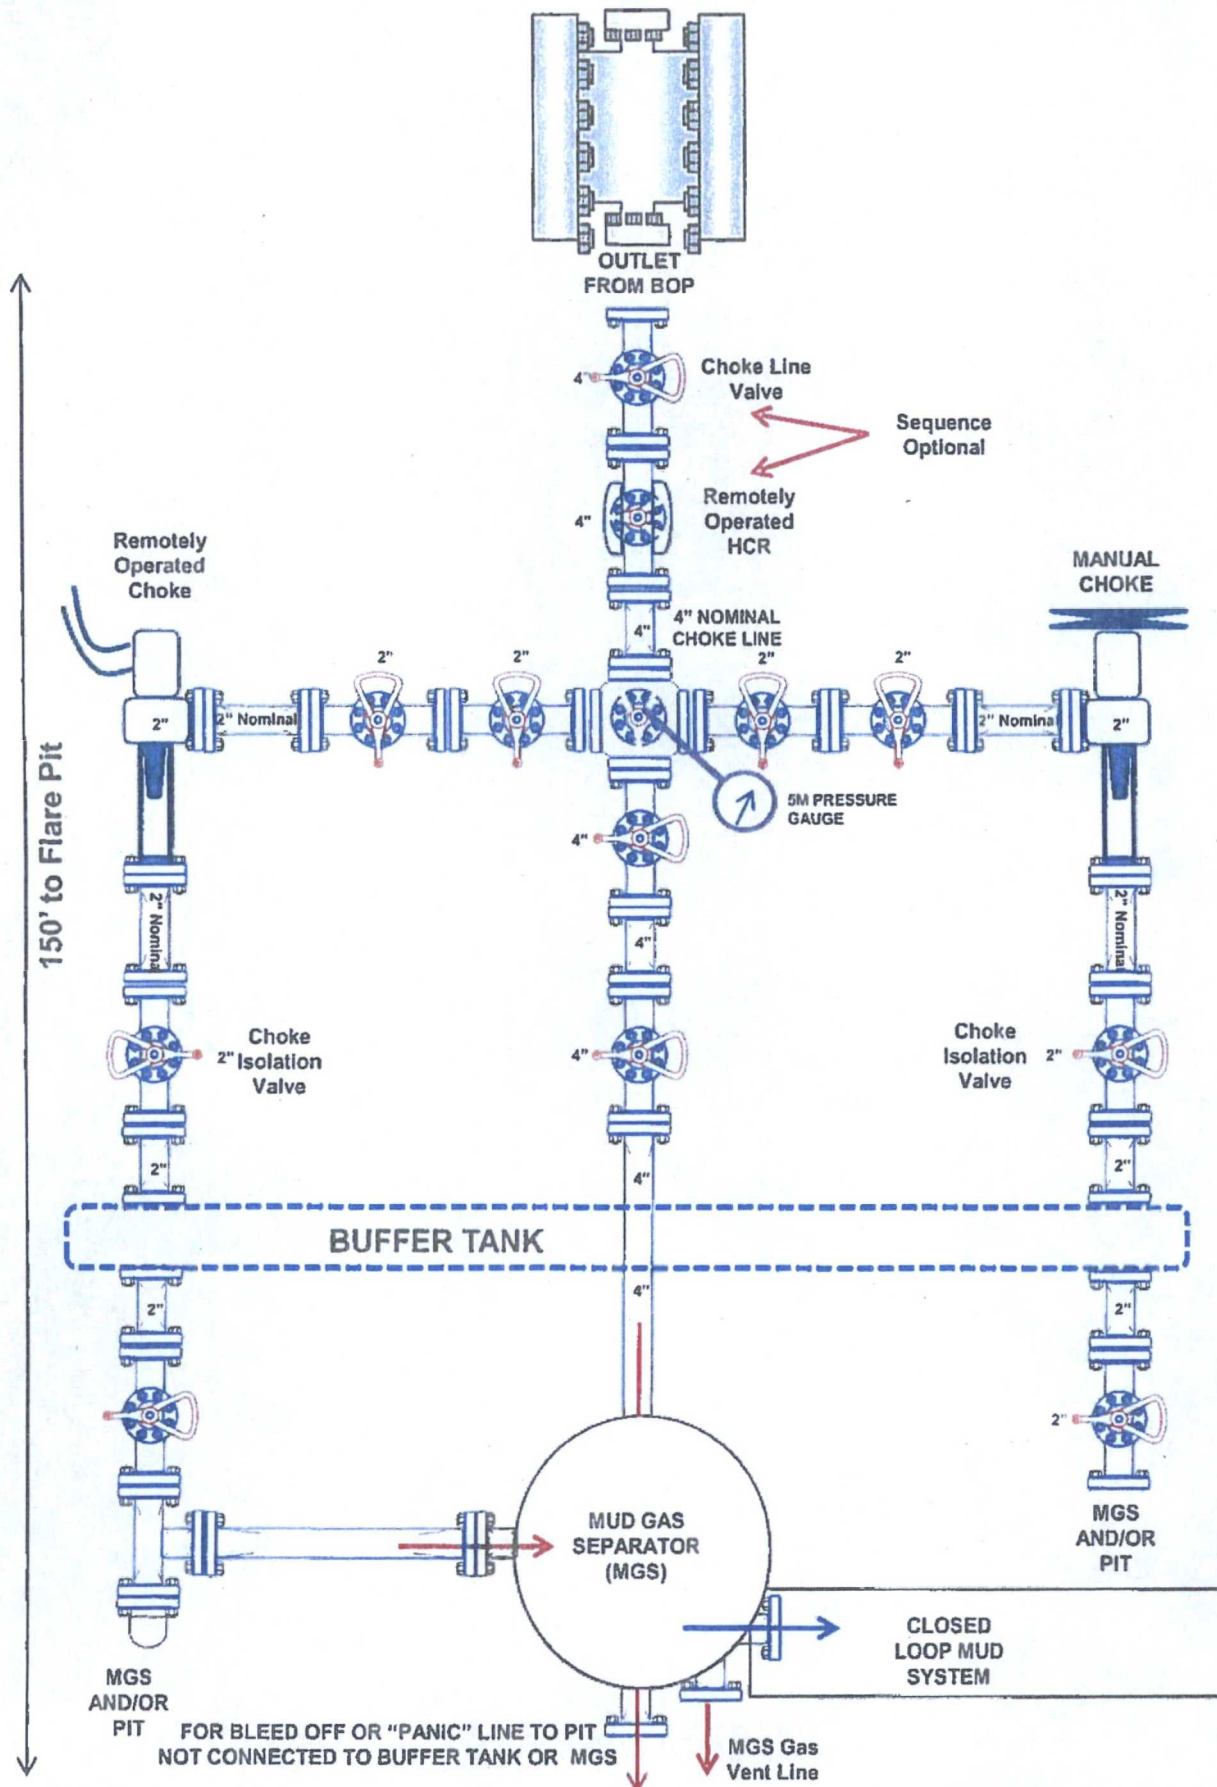 OUTLET
FROM BOP
4"
Choke Line
Valve
Sequence
Optional
4"
Remotely
Operated
HCR
Remotely
Operated
Choke
MANUAL
CHOKE
4"
4" NOMINAL
CHOKE LINE
2"
2"
2"
2"
2"
2" Nominal
2" Nominal
2"
5M PRESSURE
GAUGE
4"
150' to Flare Pit
2" Nominal
4"
2" Nominal
2"
Choke
Isolation
Valve
4"
Choke
Isolation
Valve
2"
2"
4"
2"
BUFFER TANK
2"
4"
2"
2"
MUD GAS
SEPARATOR
(MGS)
MGS
AND/OR
PIT
CLOSED
LOOP MUD
SYSTEM
MGS
AND/OR
PIT
FOR BLEED OFF OR "PANIC" LINE TO PIT
NOT CONNECTED TO BUFFER TANK OR MGS
MGS Gas
Vent Line